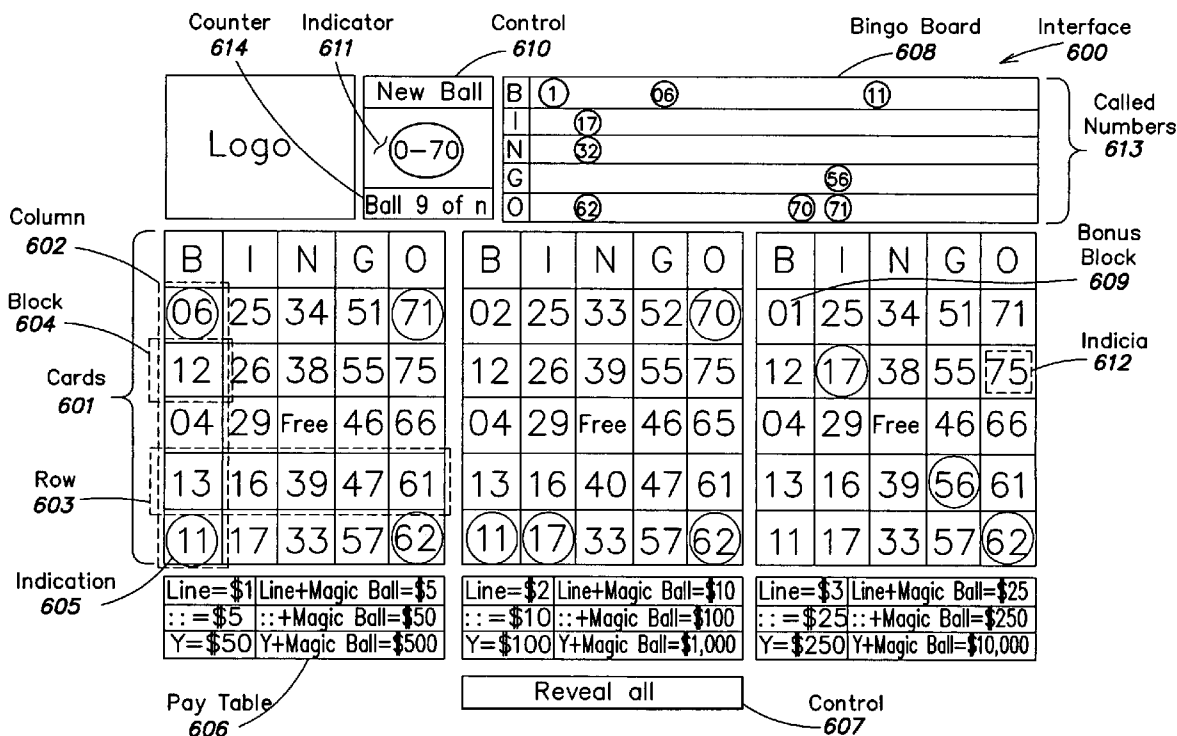 Counter
614
Indicator
611
Control
610
Bingo Board
608
Interface
600
Logo
New Ball
0-70
Ball 9 of n
B 1 06 11
I 17
N 32
G 56
O 62 70 71
Called
Numbers
613
Column
602
Block
604
Cards
601
Row
603
Indication
605
B I N G O
06 25 34 51 71
12 26 38 55 75
04 29 Free 46 66
13 16 39 47 61
11 17 33 57 62
B I N G O
02 25 33 52 70
12 26 39 55 75
04 29 Free 46 65
13 16 40 47 61
11 17 33 57 62
B I N G O
01 25 34 51 71
12 17 38 55 75
04 29 Free 46 66
13 16 39 56 61
11 17 33 57 62
Bonus
Block
609
Indicia
612
Line=$1 Line+Magic Ball=$5
::=$5 ::+Magic Ball=$50
Y=$50 Y+Magic Ball=$500
Line=$2 Line+Magic Ball=$10
::=$10 ::+Magic Ball=$100
Y=$100 Y+Magic Ball=$1,000
Line=$3 Line+Magic Ball=$25
::=$25 ::+Magic Ball=$250
Y=$250 Y+Magic Ball=$10,000
Pay Table
606
Reveal all
Control
607